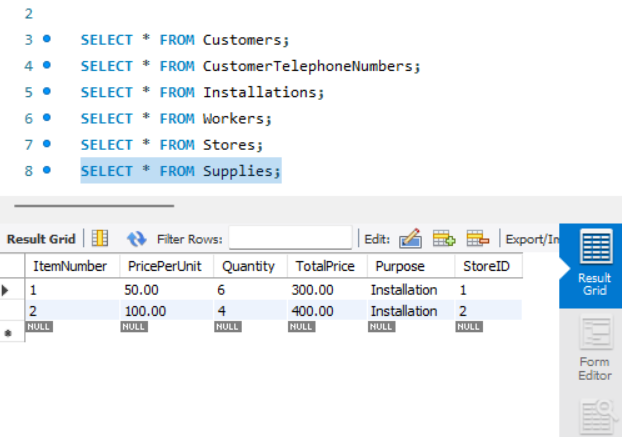 2
3 SELECT * FROM Customers;
4 SELECT * FROM CustomerTelephoneNumbers;
5 SELECT * FROM Installations;
6 SELECT * FROM Workers;
7 SELECT * FROM Stores;
8 SELECT * FROM Supplies;
Result Grid Filter Rows: Edit: Export/In
ItemNumber PricePerUnit Quantity TotalPrice Purpose StoreID
1 50.00 6 300.00 Installation 1
2 100.00 4 400.00 Installation 2
NULL NULL NULL NULL NULL NULL
Result
Grid
Form
Editor